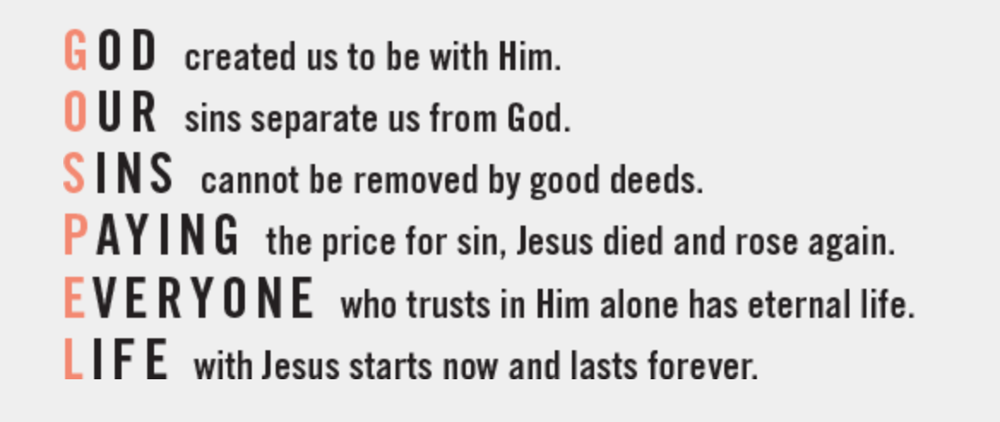 GOD created us to be with Him.
OUR sins separate us from God.
SINS cannot be removed by good deeds.
PAYING the price for sin, Jesus died and rose again.
EVERYONE who trusts in Him alone has eternal life.
LIFE with Jesus starts now and lasts forever.